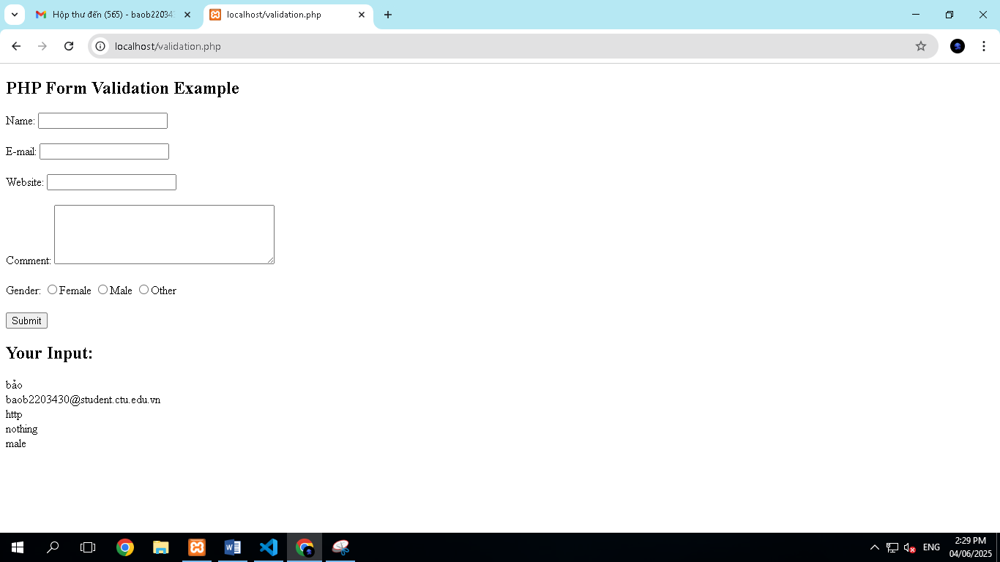 Hộp thư đến (565) - baob22034
localhost/validation.php
localhost/validation.php
PHP Form Validation Example
Name:
E-mail:
Website:
Comment:
Gender: Female Male Other
Submit
Your Input:
bảo
baob2203430@student.ctu.edu.vn
http
nothing
male
ENG
2:29 PM
04/06/2025